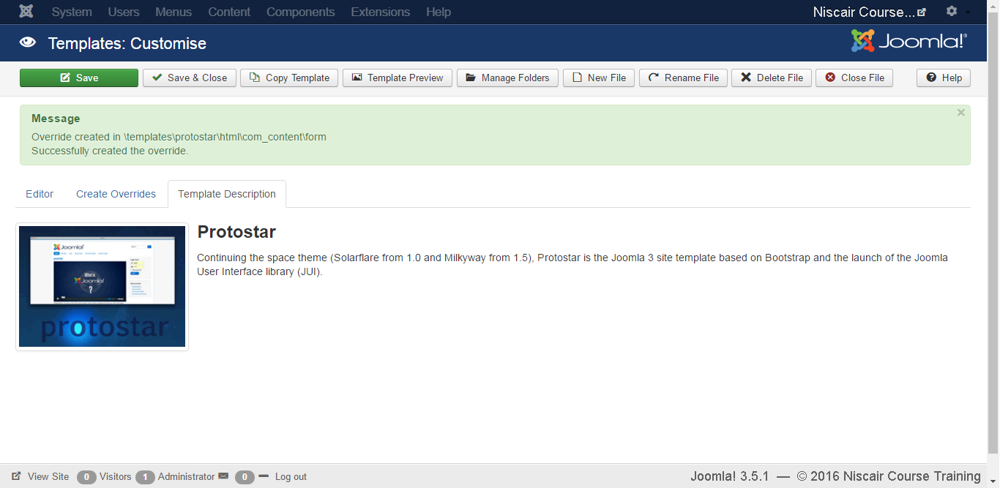 System Users Menus Content Components Extensions Help Niscair Course...
Templates: Customise Joomla!®
Save Save & Close Copy Template Template Preview Manage Folders New File Rename File Delete File Close File Help
Message ×
Override created in \templates\protostar\html\com_content\form
Successfully created the override.
Editor Create Overrides Template Description
Protostar
Continuing the space theme (Solarflare from 1.0 and Milkyway from 1.5), Protostar is the Joomla 3 site template based on Bootstrap and the launch of the Joomla
User Interface library (JUI).
Joomla!
What is
Joomla!
?
protostar
View Site 0 Visitors 1 Administrator 0 Log out Joomla! 3.5.1 — © 2016 Niscair Course Training